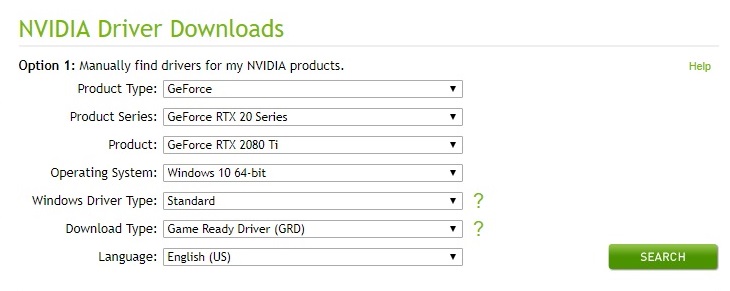 NVIDIA Driver Downloads
Option 1: Manually find drivers for my NVIDIA products. Help
Product Type: GeForce
Product Series: GeForce RTX 20 Series
Product: GeForce RTX 2080 Ti
Operating System: Windows 10 64-bit
Windows Driver Type: Standard ?
Download Type: Game Ready Driver (GRD) ?
Language: English (US) SEARCH